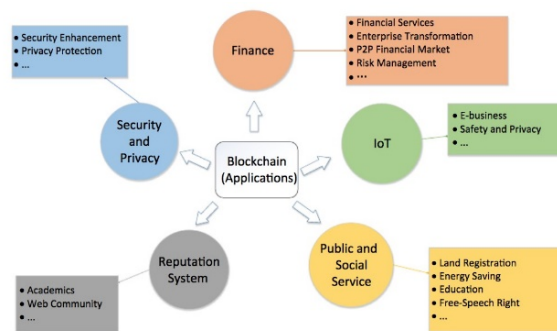 • Security Enhancement
• Privacy Protection
• ...
Finance
• Financial Services
• Enterprise Transformation
• P2P Financial Market
• Risk Management
• ...
Security
and
Privacy
Blockchain
(Applications)
IoT
• E-business
• Safety and Privacy
• ...
Reputation
System
• Academics
• Web Community
• ...
Public and
Social
Service
• Land Registration
• Energy Saving
• Education
• Free-Speech Right
• ...